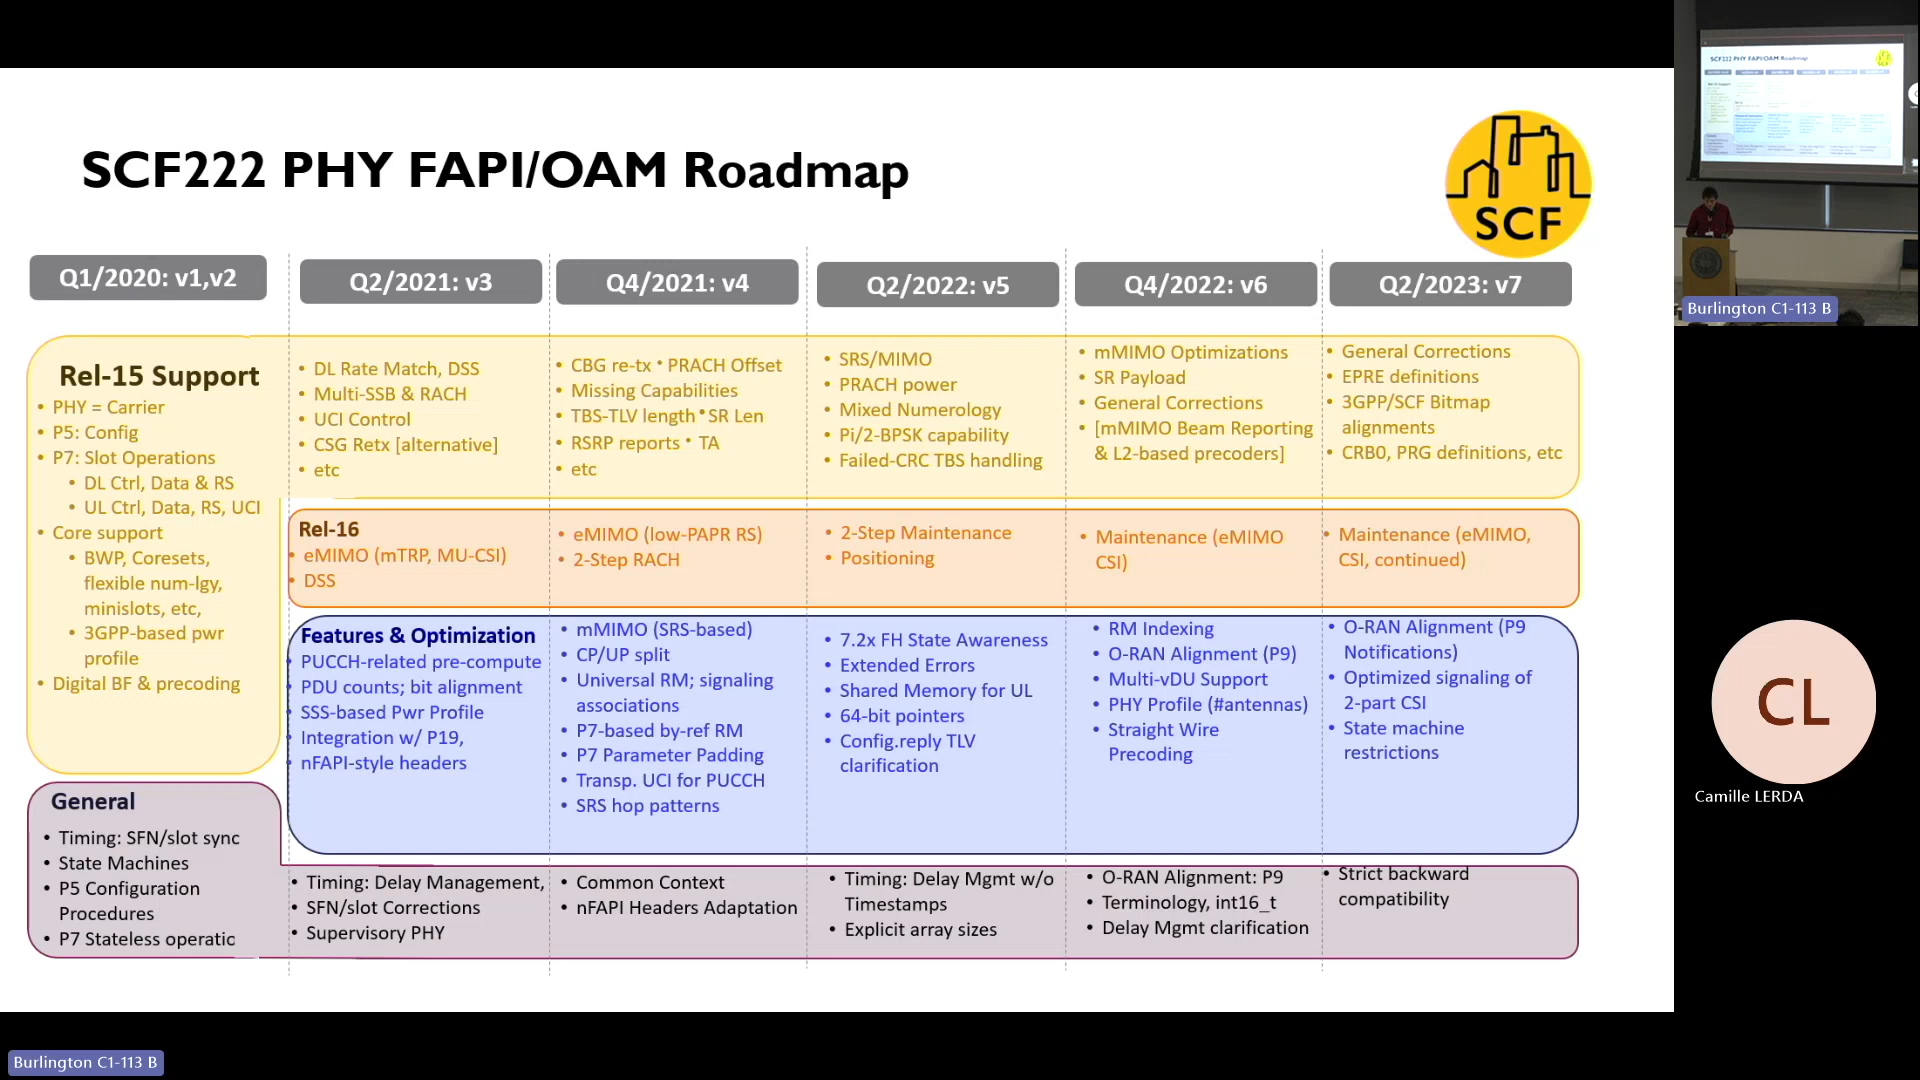 SCF222 PHY FAPI/OAM Roadmap
SCF
Q1/2020: v1,v2
Q2/2021: v3
Q4/2021: v4
Q2/2022: v5
Q4/2022: v6
Q2/2023: v7
Rel-15 Support
• PHY = Carrier
• P5: Config
• P7: Slot Operations
• DL Ctrl, Data & RS
• UL Ctrl, Data, RS, UCI
• Core support
• BWP, Coresets,
flexible num-lgy,
minislots, etc,
• 3GPP-based pwr
profile
• Digital BF & precoding
• DL Rate Match, DSS
• Multi-SSB & RACH
• UCI Control
• CSG Retx [alternative]
• etc
• CBG re-tx • PRACH Offset
• Missing Capabilities
• TBS-TLV length • SR Len
• RSRP reports • TA
• etc
• SRS/MIMO
• PRACH power
• Mixed Numerology
• Pi/2-BPSK capability
• Failed-CRC TBS handling
• mMIMO Optimizations
• SR Payload
• General Corrections
• [mMIMO Beam Reporting
& L2-based precoders]
• General Corrections
• EPRE definitions
• 3GPP/SCF Bitmap
alignments
• CRB0, PRG definitions, etc
Rel-16
• eMIMO (mTRP, MU-CSI)
• DSS
• eMIMO (low-PAPR RS)
• 2-Step RACH
• 2-Step Maintenance
• Positioning
• Maintenance (eMIMO
CSI)
• Maintenance (eMIMO,
CSI, continued)
Features & Optimization
• PUCCH-related pre-compute
• PDU counts; bit alignment
• SSS-based Pwr Profile
• Integration w/ P19,
• nFAPI-style headers
• mMIMO (SRS-based)
• CP/UP split
• Universal RM; signaling
associations
• P7-based by-ref RM
• P7 Parameter Padding
• Transp. UCI for PUCCH
• SRS hop patterns
• 7.2x FH State Awareness
• Extended Errors
• Shared Memory for UL
• 64-bit pointers
• Config.reply TLV
clarification
• RM Indexing
• O-RAN Alignment (P9)
• Multi-vDU Support
• PHY Profile (#antennas)
• Straight Wire
Precoding
• O-RAN Alignment (P9
Notifications)
• Optimized signaling of
2-part CSI
• State machine
restrictions
General
• Timing: SFN/slot sync
• State Machines
• P5 Configuration
Procedures
• P7 Stateless operatic
• Timing: Delay Management,
• SFN/slot Corrections
• Supervisory PHY
• Common Context
• nFAPI Headers Adaptation
• Timing: Delay Mgmt w/o
Timestamps
• Explicit array sizes
• O-RAN Alignment: P9
• Terminology, int16_t
• Delay Mgmt clarification
• Strict backward
compatibility
SCF222 PHY FAPI/OAM Roadmap
Burlington C1-113 B
CL
Camille LERDA
Burlington C1-113 B